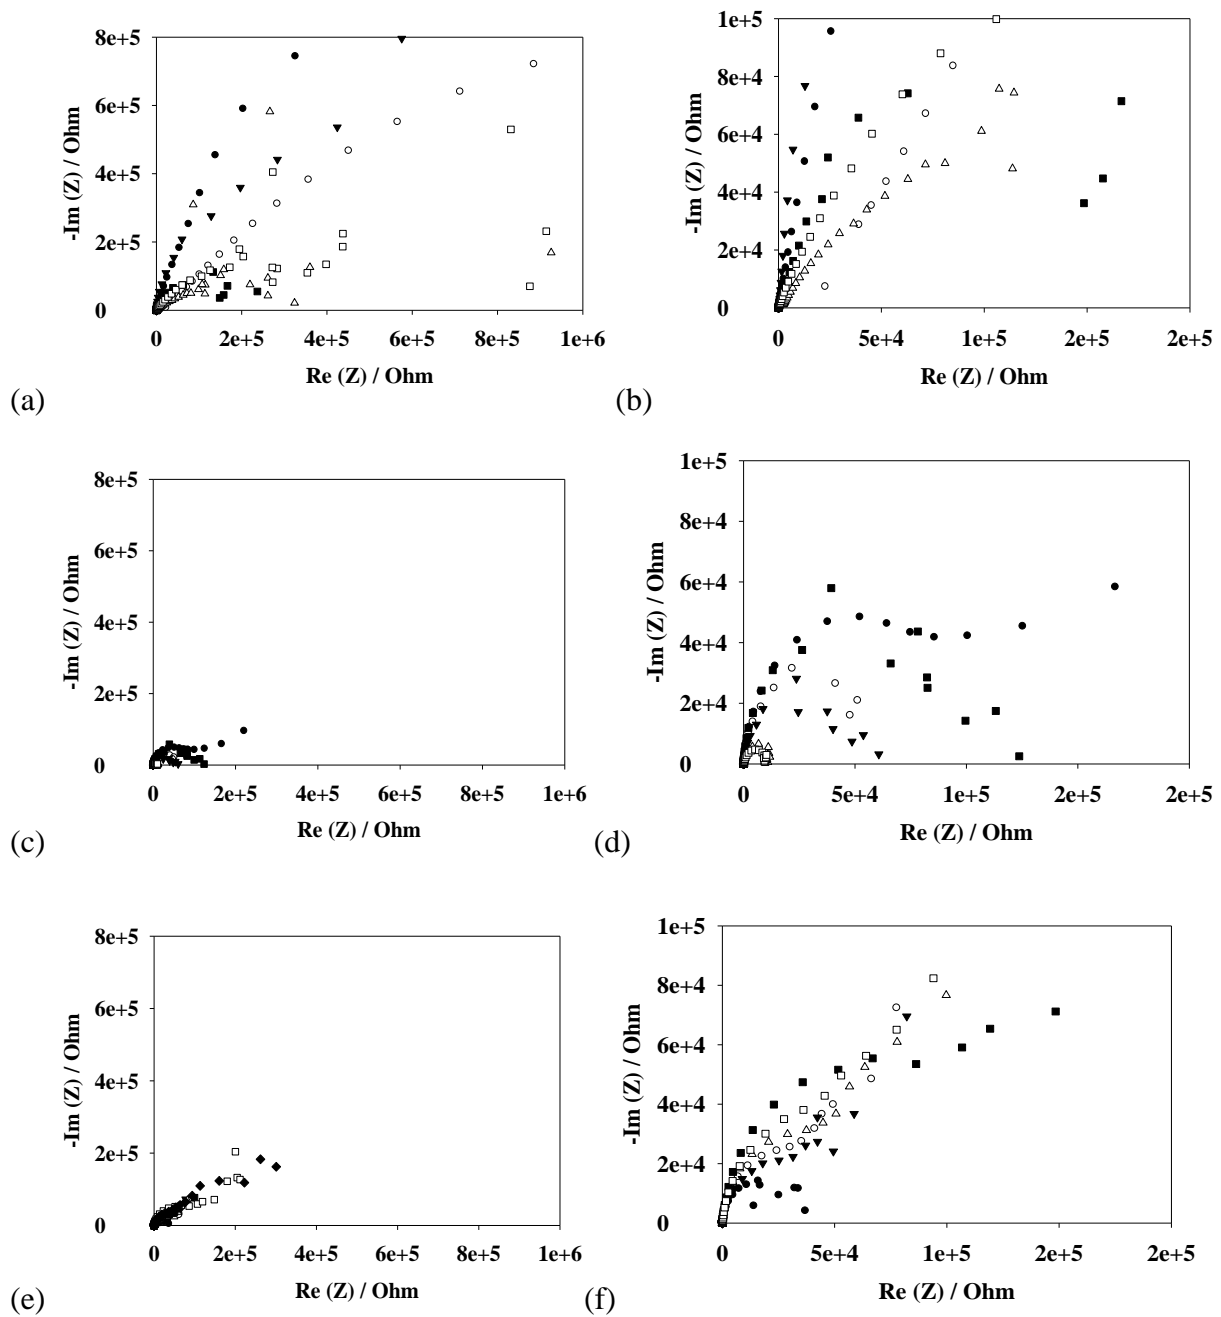 8e+5
6e+5
4e+5
2e+5
0
-Im (Z) / Ohm
0 2e+5 4e+5 6e+5 8e+5 1e+6
Re (Z) / Ohm
(a)
1e+5
8e+4
6e+4
4e+4
2e+4
0
-Im (Z) / Ohm
0 5e+4 1e+5 2e+5 2e+5
Re (Z) / Ohm
(b)
8e+5
6e+5
4e+5
2e+5
0
-Im (Z) / Ohm
0 2e+5 4e+5 6e+5 8e+5 1e+6
Re (Z) / Ohm
(c)
1e+5
8e+4
6e+4
4e+4
2e+4
0
-Im (Z) / Ohm
0 5e+4 1e+5 2e+5 2e+5
Re (Z) / Ohm
(d)
8e+5
6e+5
4e+5
2e+5
0
-Im (Z) / Ohm
0 2e+5 4e+5 6e+5 8e+5 1e+6
Re (Z) / Ohm
(e)
1e+5
8e+4
6e+4
4e+4
2e+4
0
-Im (Z) / Ohm
0 5e+4 1e+5 2e+5 2e+5
Re (Z) / Ohm
(f)